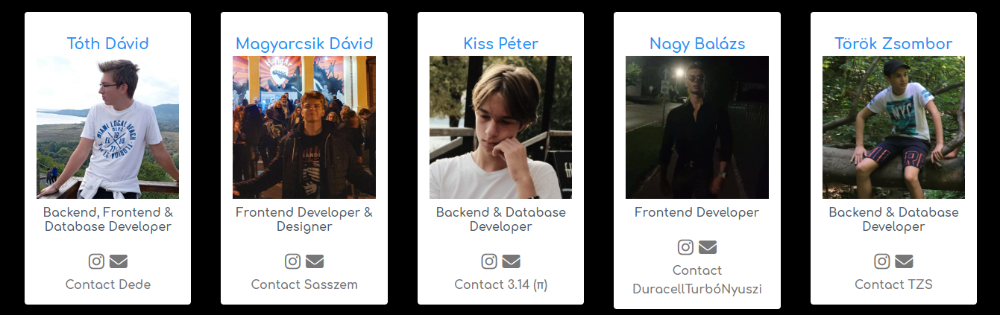 Tóth Dávid
Backend, Frontend &
Database Developer
Contact Dede
Magyarcsik Dávid
Frontend Developer &
Designer
Contact Sasszem
Kiss Péter
Backend & Database
Developer
Contact 3.14 (π)
Nagy Balázs
Frontend Developer
Contact
DuracellTurbóNyuszi
Török Zsombor
NYC
Backend & Database
Developer
Contact TZS